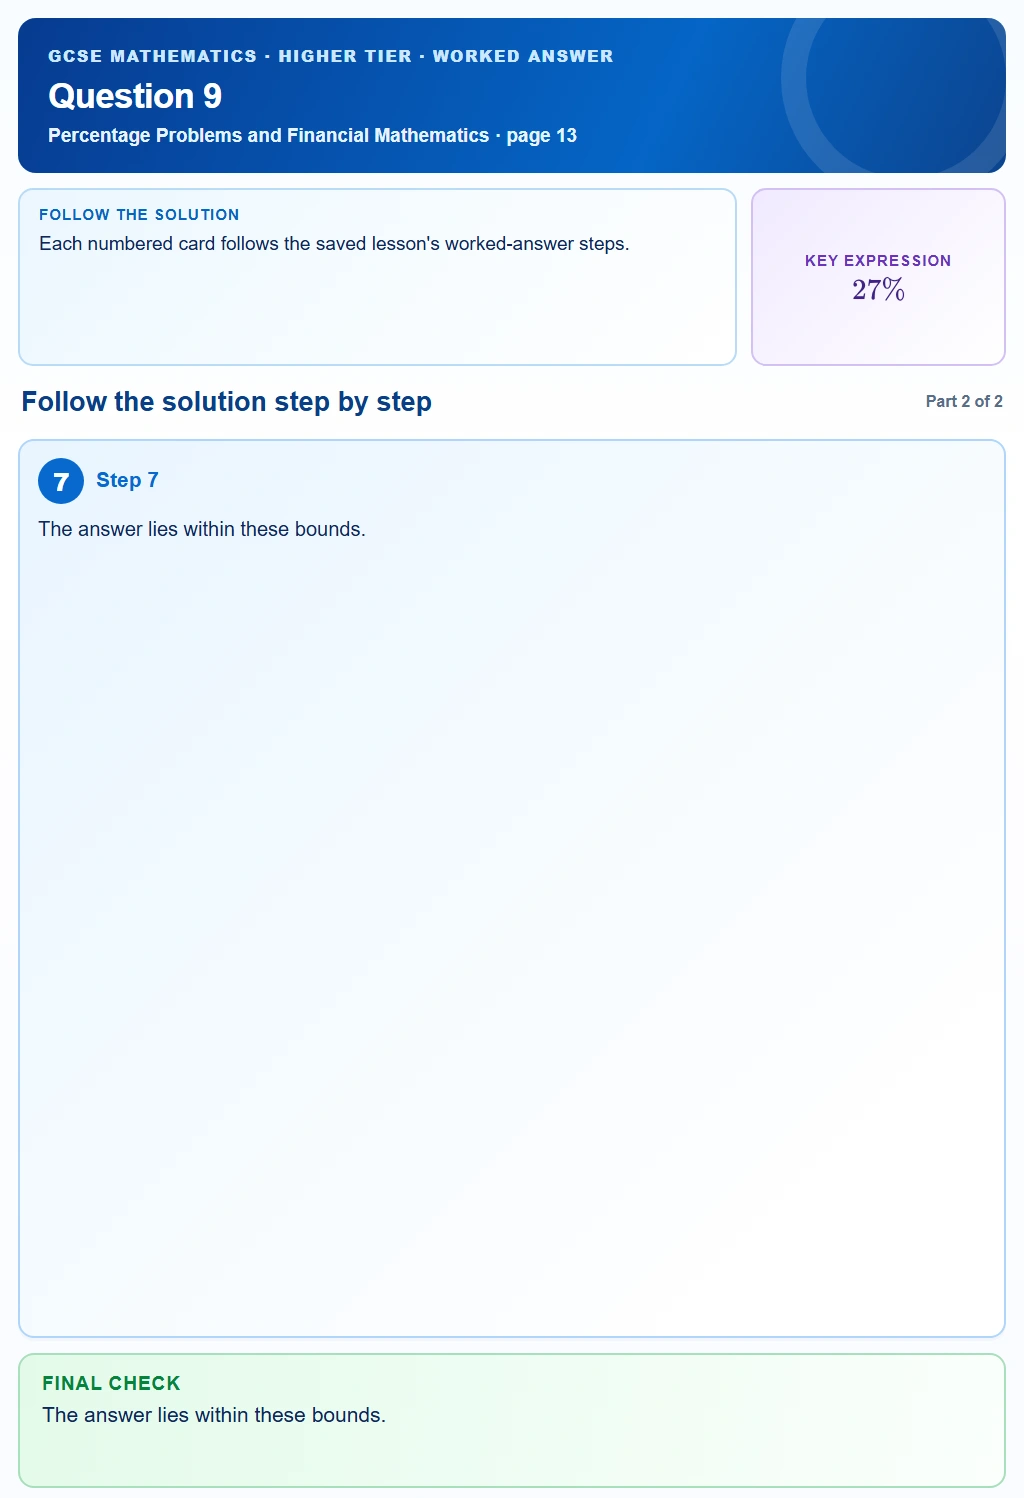 GCSE MATHEMATICS · HIGHER TIER · WORKED ANSWER
Question 9
Percentage Problems and Financial Mathematics · page 13
FOLLOW THE SOLUTION
Each numbered card follows the saved lesson's worked-answer steps.
KEY EXPRESSION
27%
Follow the solution step by step
Part 2 of 2
7 Step 7
The answer lies within these bounds.
FINAL CHECK
The answer lies within these bounds.